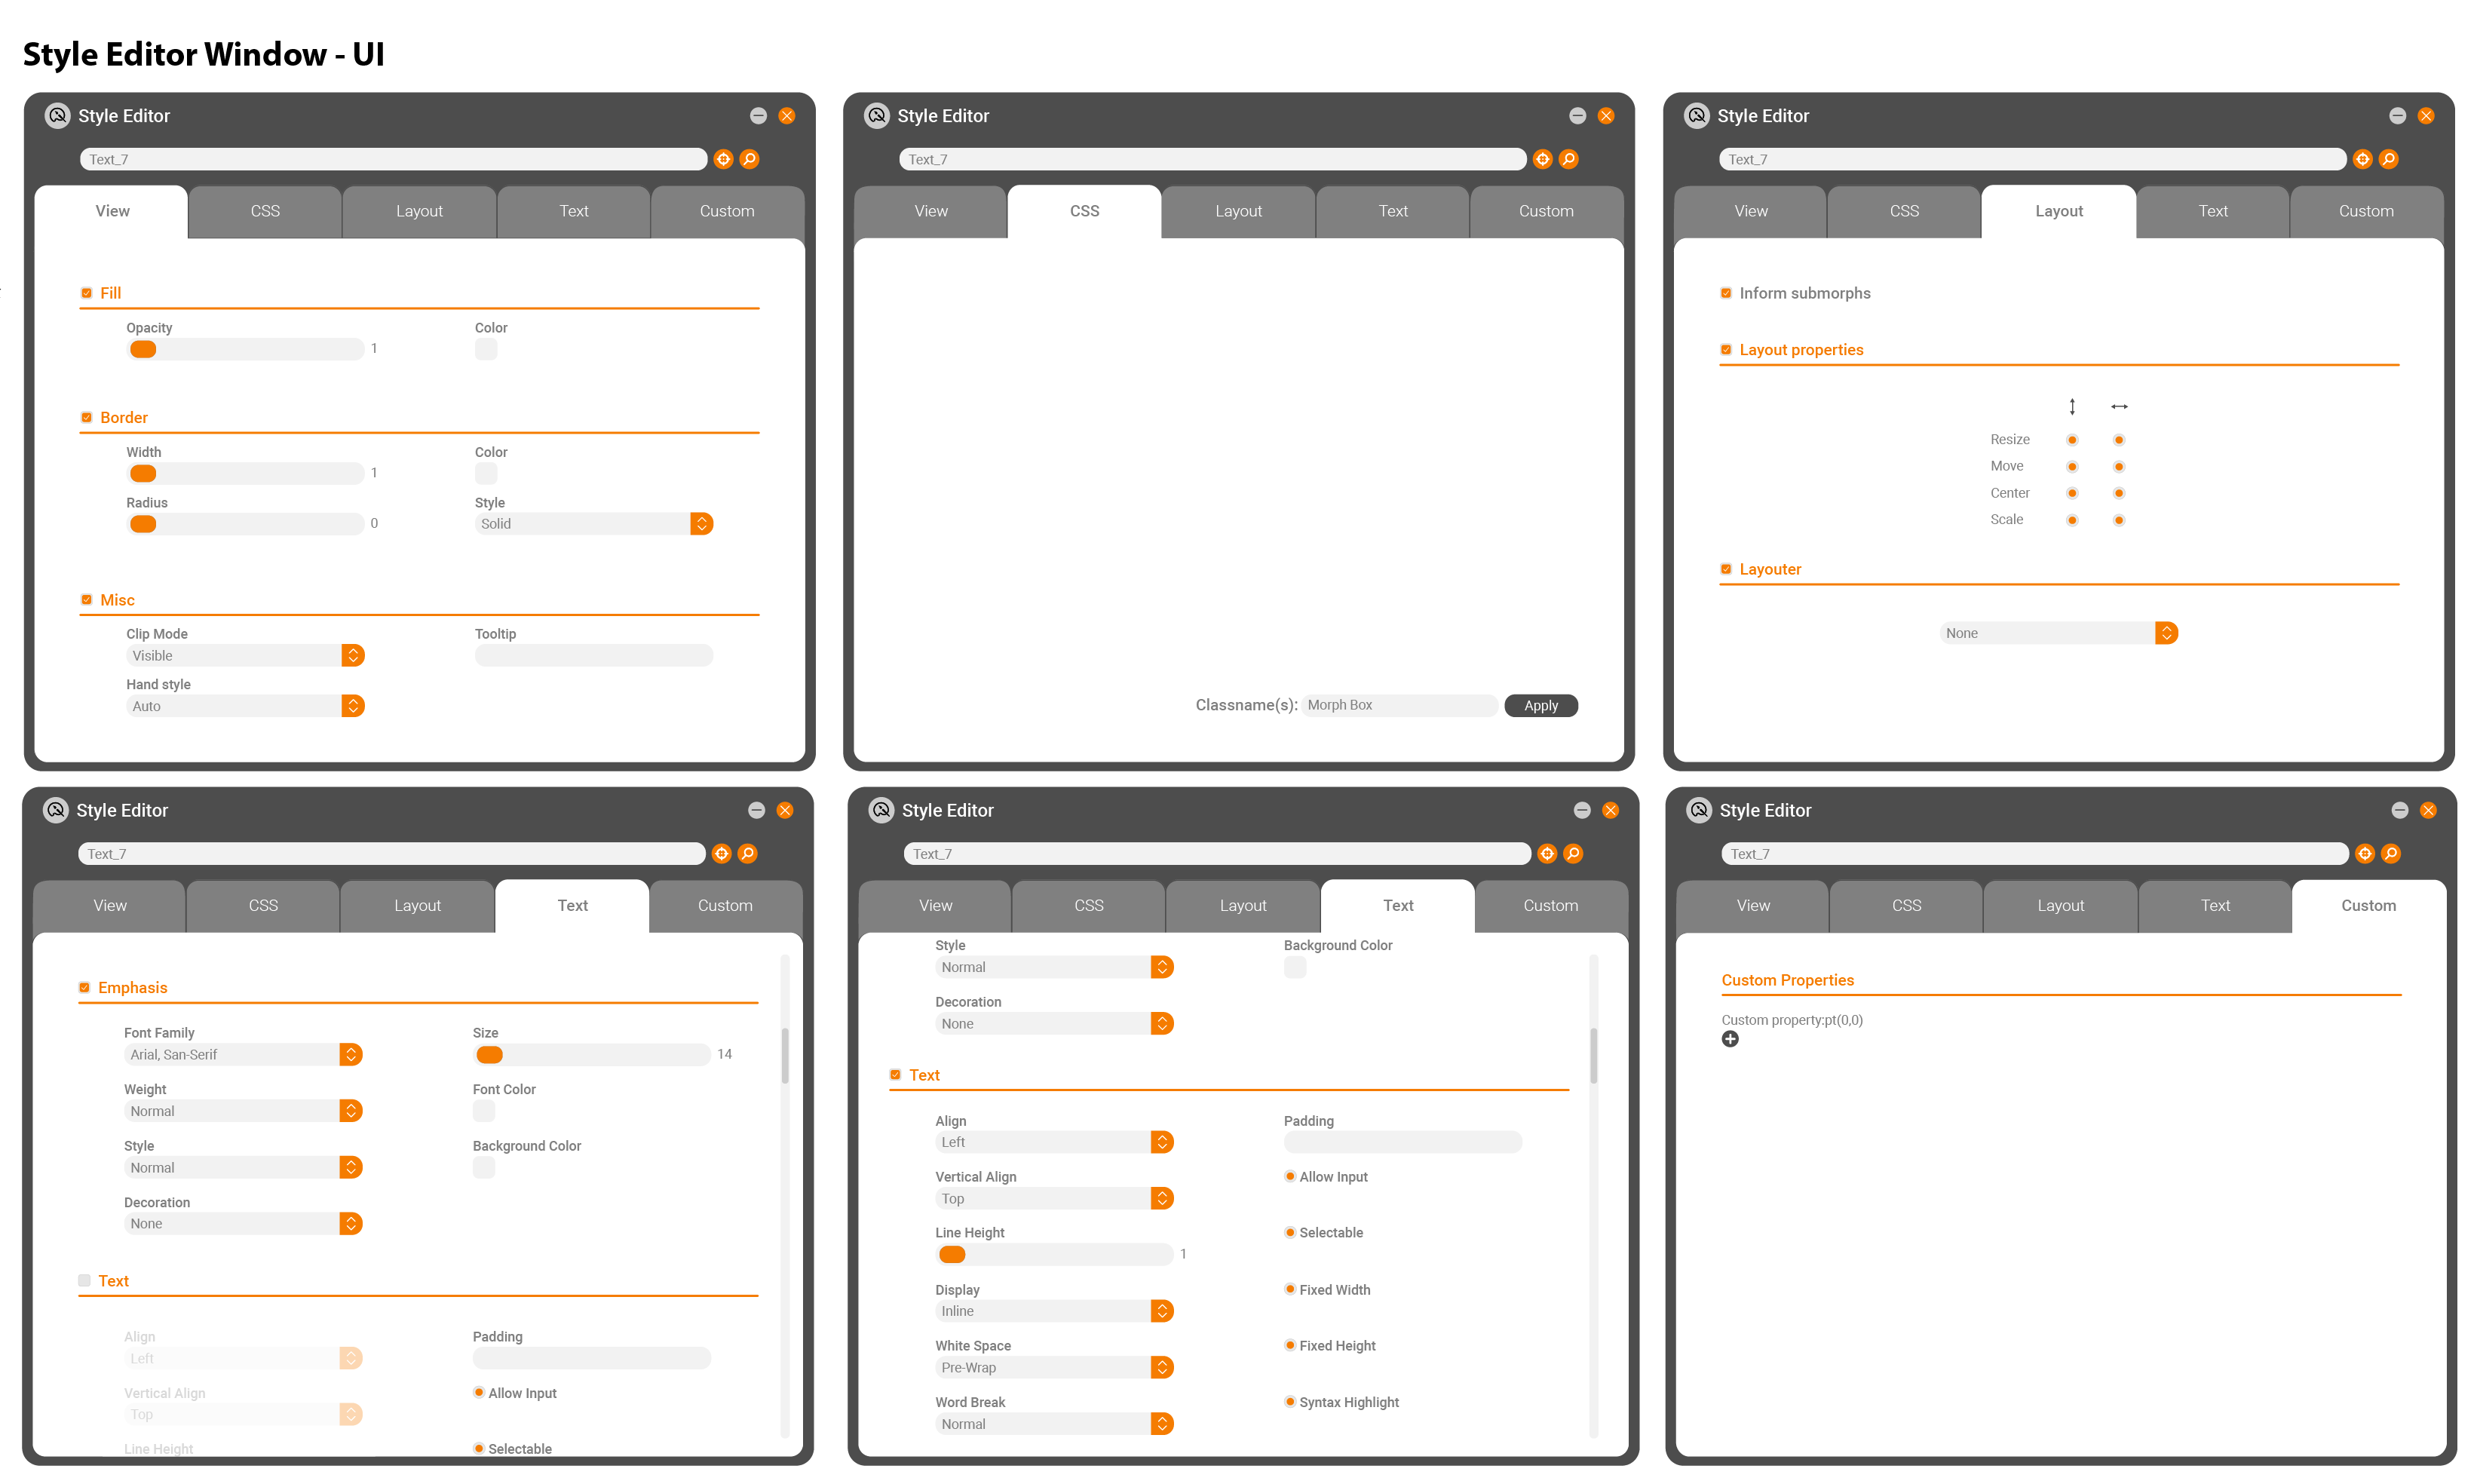 Style Editor Window - UI
Style Editor
Text_7
View CSS Layout Text Custom
Fill
Opacity Color
1
Border
Width Color
1
Radius Style
0 Solid
Misc
Clip Mode Tooltip
Visible
Hand style
Auto
Style Editor
Text_7
View CSS Layout Text Custom
Classname(s): Morph Box Apply
Style Editor
Text_7
View CSS Layout Text Custom
Inform submorphs
Layout properties
Resize
Move
Center
Scale
Layouter
None
Style Editor
Text_7
View CSS Layout Text Custom
Emphasis
Font Family Size
Arial, San-Serif 14
Weight Font Color
Normal
Style Background Color
Normal
Decoration
None
Text
Align Padding
Left
Vertical Align Allow Input
Top
Line Height Selectable
Style Editor
Text_7
View CSS Layout Text Custom
Style Background Color
Normal
Decoration
None
Text
Align Padding
Left
Vertical Align Allow Input
Top
Line Height Selectable
1
Display Fixed Width
Inline
White Space Fixed Height
Pre-Wrap
Word Break Syntax Highlight
Normal
Style Editor
Text_7
View CSS Layout Text Custom
Custom Properties
Custom property:pt(0,0)